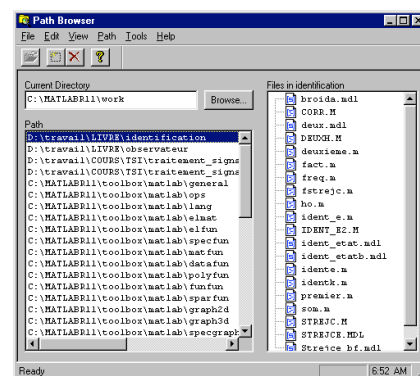 Path Browser
File Edit View Path Tools Help
Current Directory
C:\MATLABR11\work
Browse...
Path
D:\travail\LIVRE\identification
D:\travail\LIVRE\observateur
D:\travail\COURS\TSI\traitement_signa
D:\travail\COURS\TSI\traitement_signa
C:\MATLABR11\toolbox\matlab\general
C:\MATLABR11\toolbox\matlab\ops
C:\MATLABR11\toolbox\matlab\lang
C:\MATLABR11\toolbox\matlab\elmat
C:\MATLABR11\toolbox\matlab\elfun
C:\MATLABR11\toolbox\matlab\specfun
C:\MATLABR11\toolbox\matlab\matfun
C:\MATLABR11\toolbox\matlab\datafun
C:\MATLABR11\toolbox\matlab\polyfun
C:\MATLABR11\toolbox\matlab\funfun
C:\MATLABR11\toolbox\matlab\sparfun
C:\MATLABR11\toolbox\matlab\graph2d
C:\MATLABR11\toolbox\matlab\graph3d
C:\MATLABR11\toolbox\matlab\specgraph
Files in identification
broida.mdl
CORR.M
deux.mdl
DEUXH.M
deuxieme.m
fact.m
freq.m
fstrejc.m
ho.m
ident_e.m
IDENT_E2.M
ident_etat.mdl
ident_etatb.mdl
idente.m
identk.m
premier.m
som.m
STREJC.M
STREJCE.MDL
Strejce_bf.mdl
Ready
6:52 AM